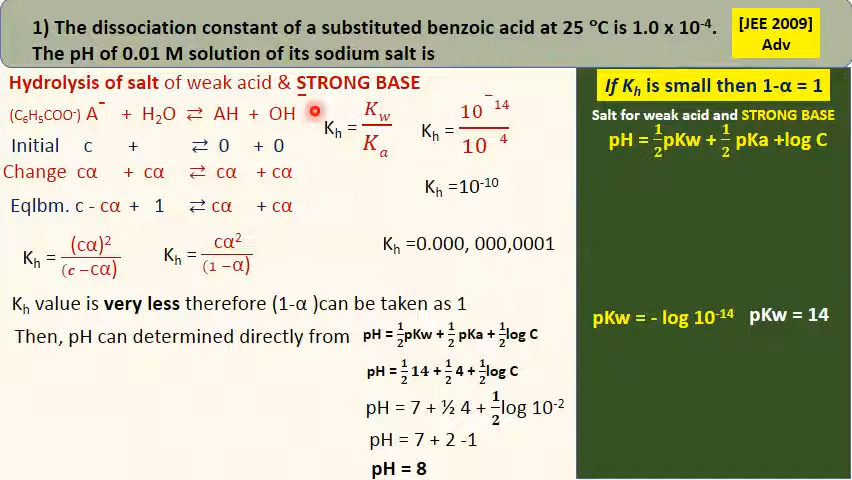 1) The dissociation constant of a substituted benzoic acid at 25 °C is 1.0 x 10⁻⁴.
The pH of 0.01 M solution of its sodium salt is
[JEE 2009]
Adv
Hydrolysis of salt of weak acid & STRONG BASE
(C₆H₅COO⁻) A⁻ + H₂O ⇄ AH + OH⁻
Initial c + ⇄ 0 + 0
Change cα + cα ⇄ cα + cα
Eqlbm. c - cα + 1 ⇄ cα + cα
Kₕ = (cα)² / (c – cα) Kₕ = cα² / (1 – α)
Kₕ = K_w / K_a Kₕ = 10⁻¹⁴ / 10⁻⁴
Kₕ =10⁻¹⁰
Kₕ =0.000, 000,0001
Kₕ value is very less therefore (1-α )can be taken as 1
Then, pH can determined directly from pH = ½pKw + ½ pKa + ½log C
pH = ½ 14 + ½ 4 + ½log C
pH = 7 + ½ 4 + ½log 10⁻²
pH = 7 + 2 -1
pH = 8
If Kₕ is small then 1-α = 1
Salt for weak acid and STRONG BASE
pH = ½pKw + ½ pKa +log C
pKw = - log 10⁻¹⁴ pKw = 14